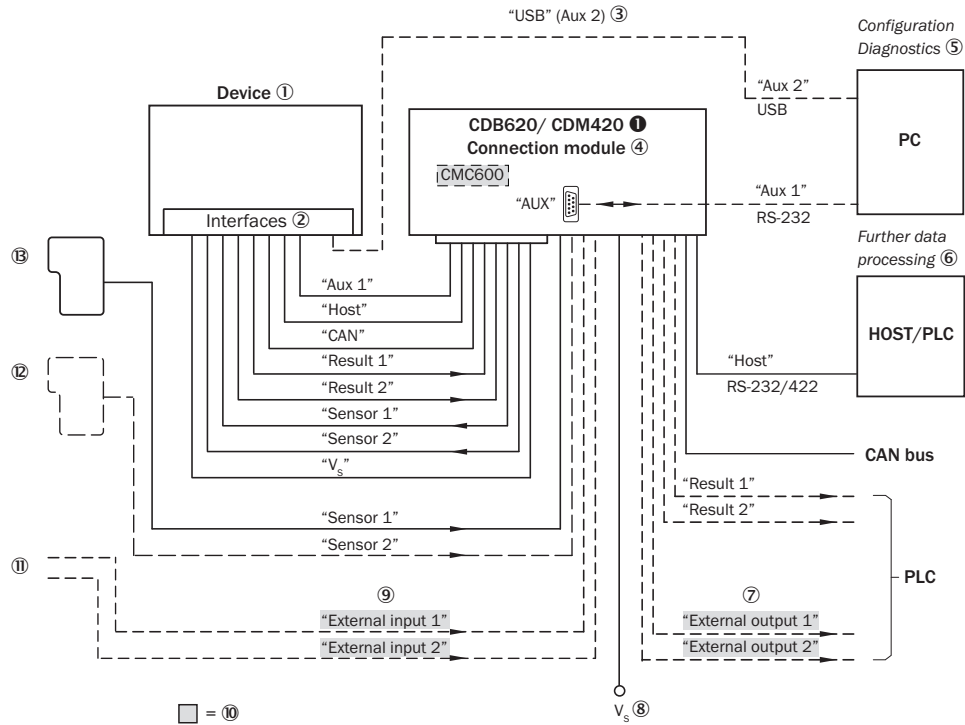 "USB" (Aux 2) ③
Configuration
Diagnostics ⑤
"Aux 2"
USB
PC
Device ①
CDB620/ CDM420 ❶
Connection module ④
CMC600
"AUX"
"Aux 1"
RS-232
Interfaces ②
Further data
processing ⑥
⑬
"Aux 1"
"Host"
"CAN"
HOST/PLC
"Result 1"
"Host"
⑫
"Result 2"
RS-232/422
"Sensor 1"
"Sensor 2"
CAN bus
"Vs"
"Result 1"
"Result 2"
"Sensor 1"
"Sensor 2"
⑪
PLC
⑨
⑦
"External input 1"
"External output 1"
"External input 2"
"External output 2"
= ⑩
Vs ⑧